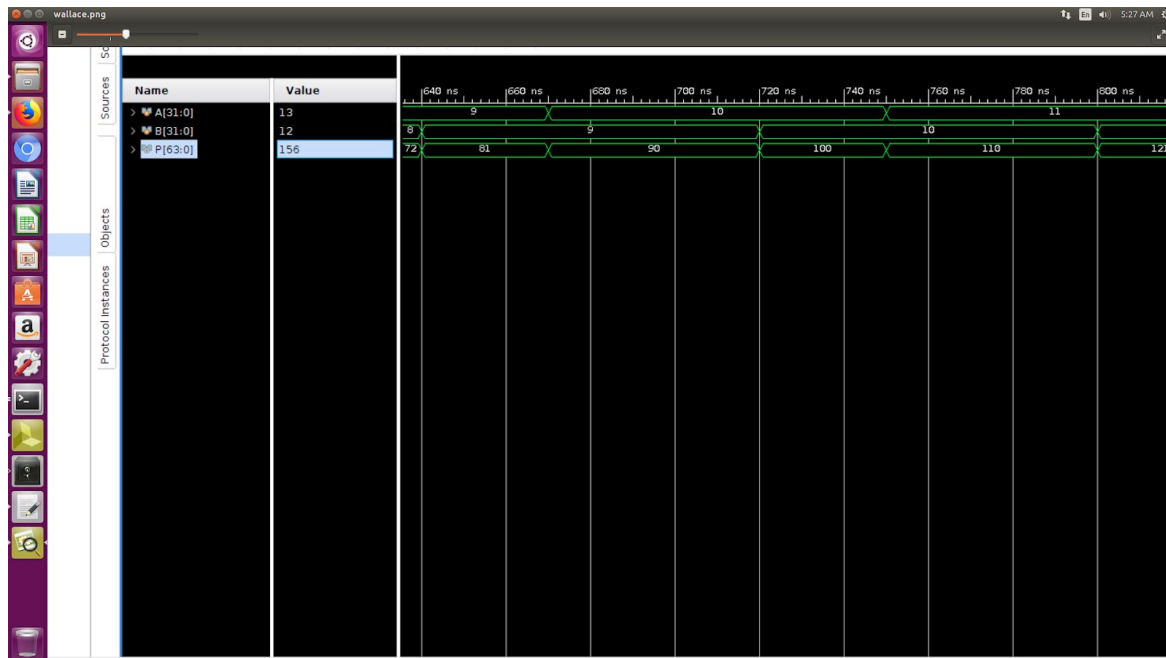 wallace.png
En 5:27 AM
Sources
Objects
Protocol Instances
Name Value
640 ns 660 ns 680 ns 700 ns 720 ns 740 ns 760 ns 780 ns 800 ns
A[31:0] 13 9 10 11
B[31:0] 12 8 9 10
P[63:0] 156 72 81 90 100 110 121